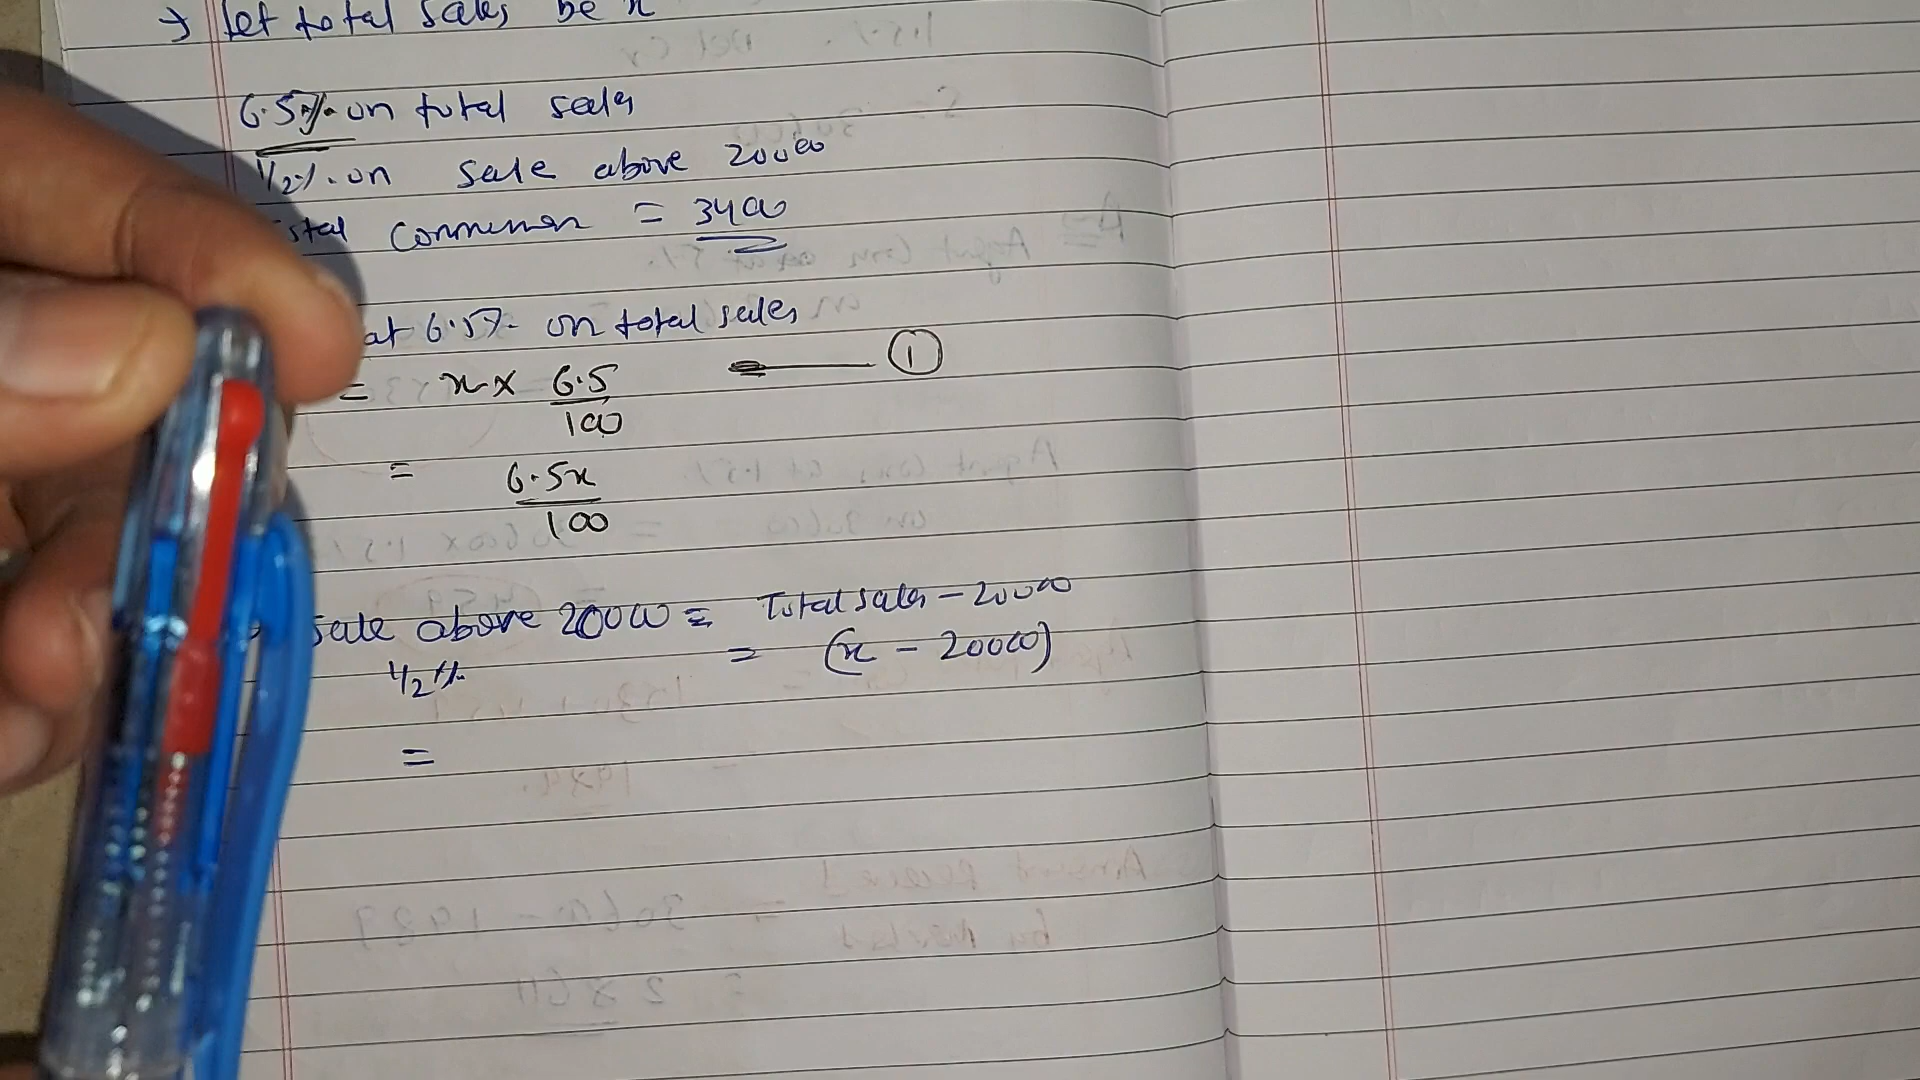 → let total sales be x
6.5% on total sales
1/2% on sale above 20000
= 3400
at 6.5% on total sales
= x × 6.5/100 ①
= 6.5x/100
sale above 20000 = Total sales - 20000
1/2 % = (x - 20000)
=